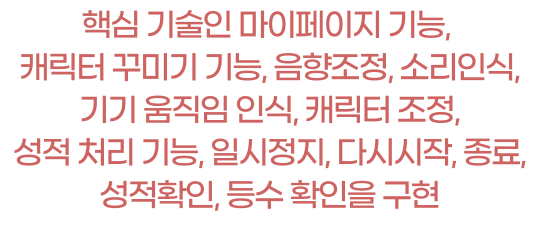 핵심 기술인 마이페이지 기능,
캐릭터 꾸미기 기능, 음향조정, 소리인식,
기기 움직임 인식, 캐릭터 조정,
성적 처리 기능, 일시정지, 다시시작, 종료,
성적확인, 등수 확인을 구현